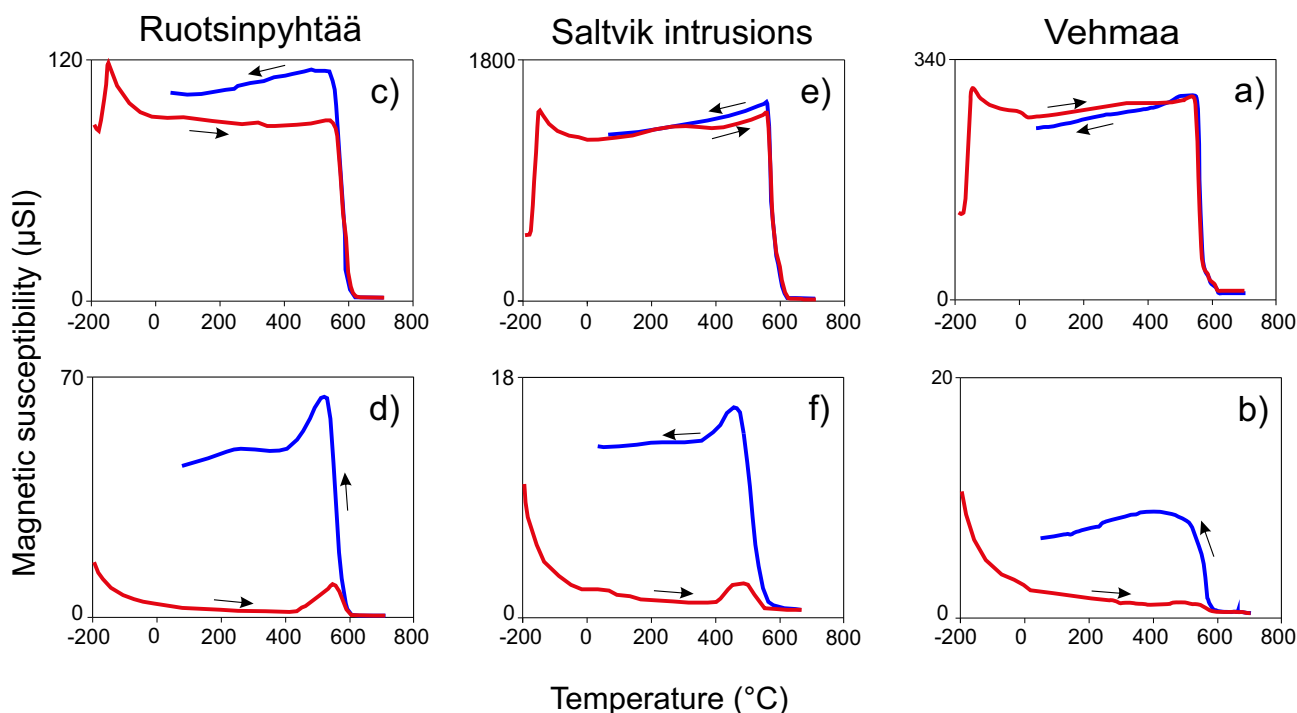 Ruotsinpyhtää Saltvik intrusions Vehmaa
120 1800 340
c) e) a)
0 0 0
-200 0 200 400 600 800 -200 0 200 400 600 800 -200 0 200 400 600 800
70 18 20
d) f) b)
0 0 0
-200 0 200 400 600 800 -200 0 200 400 600 800 -200 0 200 400 600 800
Magnetic susceptibility (µSI)
Temperature (°C)